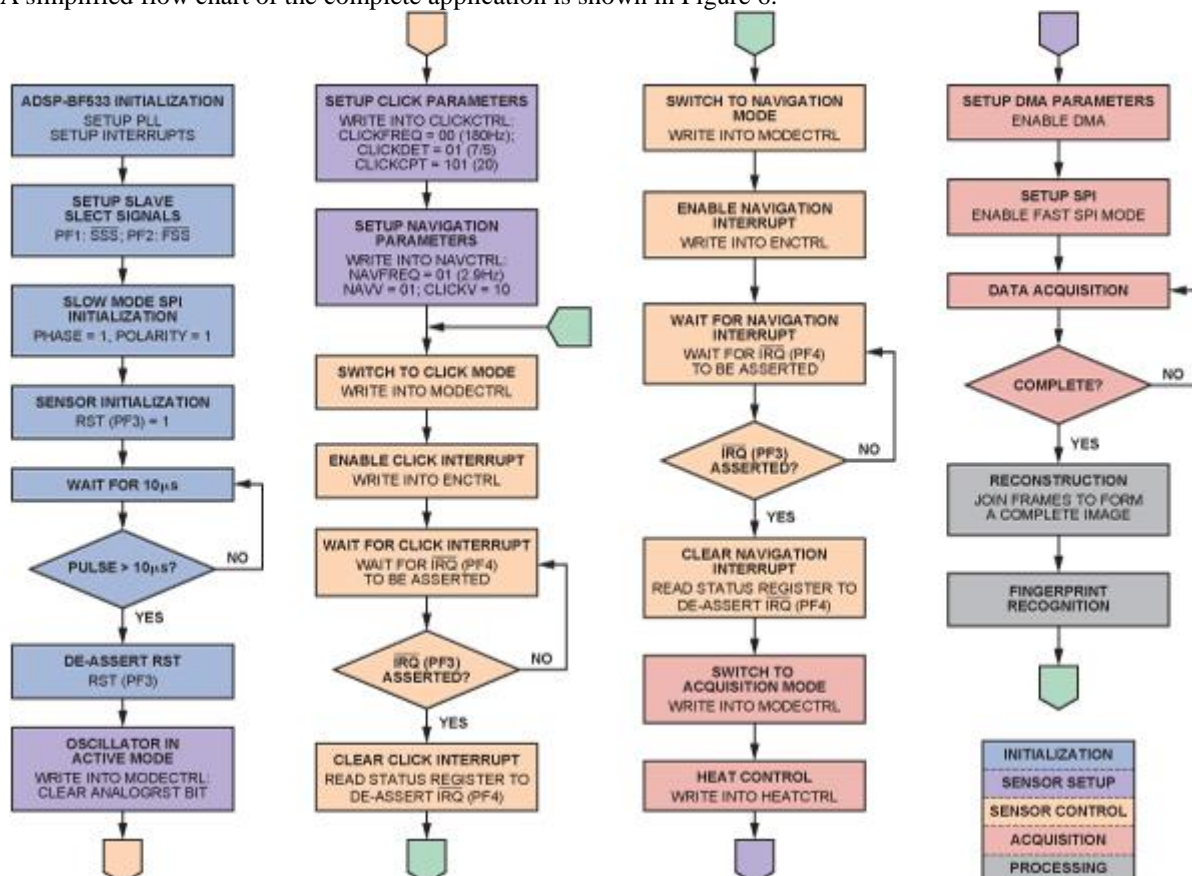 A simplified flow chart of the complete application is shown in Figure 6.
ADSP-BF533 INITIALIZATION
SETUP PLL
SETUP INTERRUPTS
SETUP SLAVE
SLECT SIGNALS
PF1: SSS; PF2: FSS
SLOW MODE SPI
INITIALIZATION
PHASE = 1, POLARITY = 1
SENSOR INITIALIZATION
RST (PF3) = 1
WAIT FOR 10µs
PULSE > 10µs?
NO
YES
DE-ASSERT RST
RST (PF3)
OSCILLATOR IN
ACTIVE MODE
WRITE INTO MODECTRL:
CLEAR ANALOGRST BIT
SETUP CLICK PARAMETERS
WRITE INTO CLICKCTRL:
CLICKFREQ = 00 (180Hz);
CLICKDET = 01 (7/5)
CLICKCPT = 101 (20)
SETUP NAVIGATION
PARAMETERS
WRITE INTO NAVCTRL:
NAVFREQ = 01 (2.9Hz)
NAVV = 01; CLICKV = 10
SWITCH TO CLICK MODE
WRITE INTO MODECTRL
ENABLE CLICK INTERRUPT
WRITE INTO ENCTRL
WAIT FOR CLICK INTERRUPT
WAIT FOR IRQ (PF4)
TO BE ASSERTED
IRQ (PF3)
ASSERTED?
NO
YES
CLEAR CLICK INTERRUPT
READ STATUS REGISTER TO
DE-ASSERT IRQ (PF4)
SWITCH TO NAVIGATION
MODE
WRITE INTO MODECTRL
ENABLE NAVIGATION
INTERRUPT
WRITE INTO ENCTRL
WAIT FOR NAVIGATION
INTERRUPT
WAIT FOR IRQ (PF4)
TO BE ASSERTED
IRQ (PF3)
ASSERTED?
NO
YES
CLEAR NAVIGATION
INTERRUPT
READ STATUS REGISTER TO
DE-ASSERT IRQ (PF4)
SWITCH TO
ACQUISITION MODE
WRITE INTO MODECTRL
HEAT CONTROL
WRITE INTO HEATCTRL
SETUP DMA PARAMETERS
ENABLE DMA
SETUP SPI
ENABLE FAST SPI MODE
DATA ACQUISITION
COMPLETE?
NO
YES
RECONSTRUCTION
JOIN FRAMES TO FORM
A COMPLETE IMAGE
FINGERPRINT
RECOGNITION
INITIALIZATION
SENSOR SETUP
SENSOR CONTROL
ACQUISITION
PROCESSING